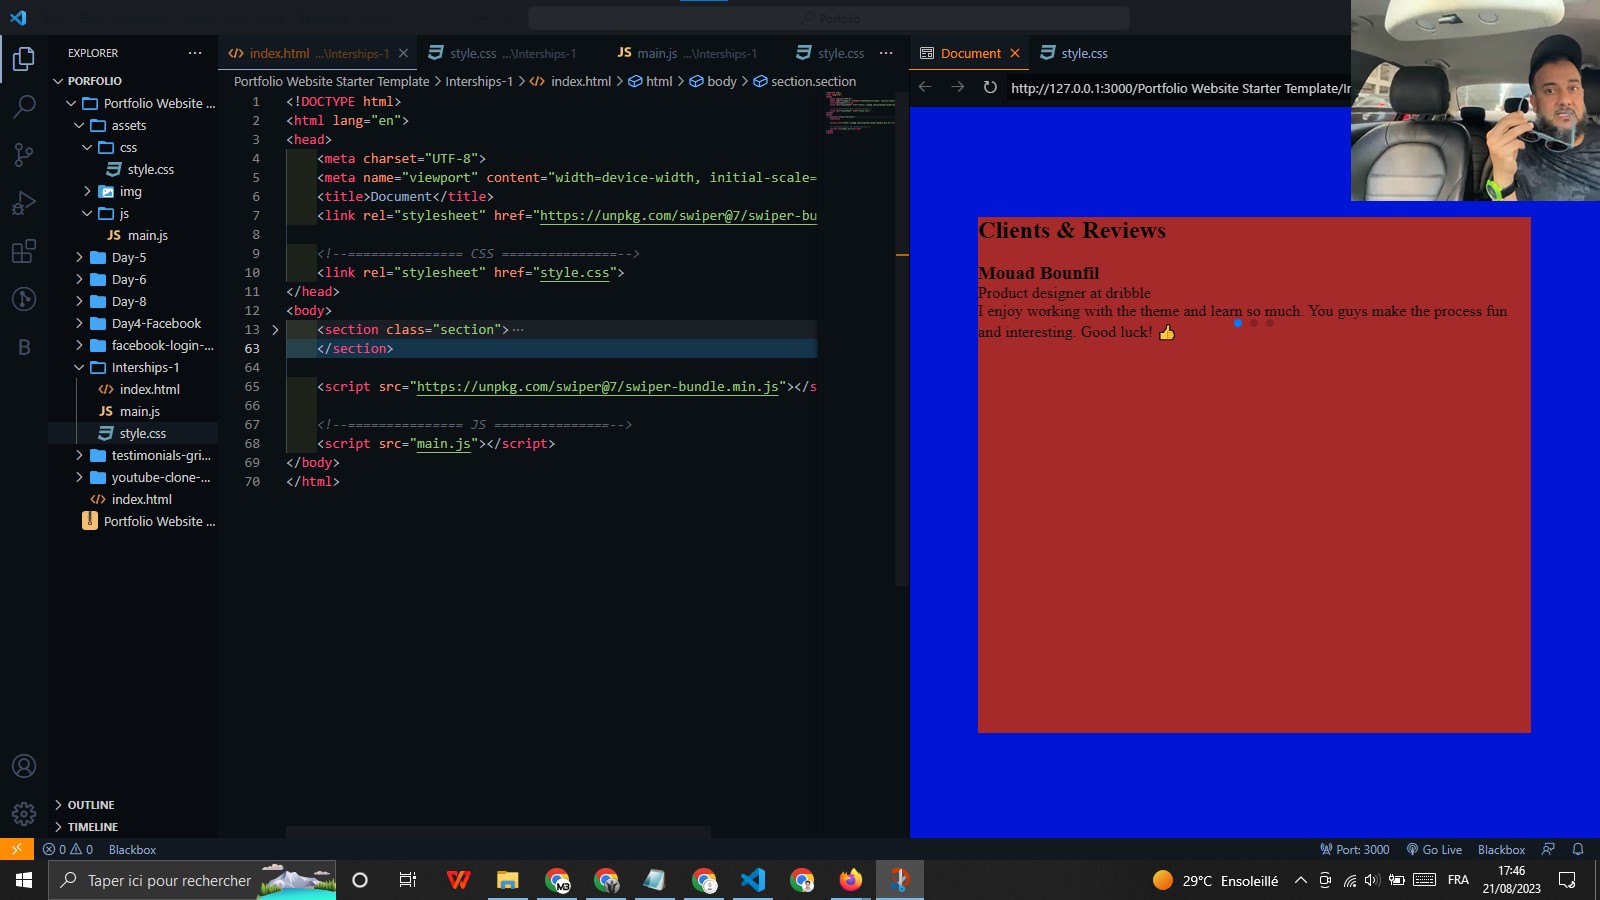 Porfolio
EXPLORER
PORFOLIO
Portfolio Website ...
assets
css
style.css
img
js
JS main.js
Day-5
Day-6
Day-8
Day4-Facebook
facebook-login-...
Interships-1
index.html
JS main.js
style.css
testimonials-gri...
youtube-clone-...
index.html
Portfolio Website ...
OUTLINE
TIMELINE
B
index.html ...\Interships-1
style.css ...\Interships-1
JS main.js ...\Interships-1
style.css
Portfolio Website Starter Template > Interships-1 > index.html > html > body > section.section
1 <!DOCTYPE html>
2 <html lang="en">
3 <head>
4 <meta charset="UTF-8">
5 <meta name="viewport" content="width=device-width, initial-scale=
6 <title>Document</title>
7 <link rel="stylesheet" href="https://unpkg.com/swiper@7/swiper-bu
8
9 <!--=============== CSS ===============-->
10 <link rel="stylesheet" href="style.css">
11 </head>
12 <body>
13 <section class="section">...
63 </section>
64
65 <script src="https://unpkg.com/swiper@7/swiper-bundle.min.js"></s
66
67 <!--=============== JS ===============-->
68 <script src="main.js"></script>
69 </body>
70 </html>
Document
style.css
http://127.0.0.1:3000/Portfolio Website Starter Template/In
Clients & Reviews
Mouad Bounfil
Product designer at dribble
I enjoy working with the theme and learn so much. You guys make the process fun
and interesting. Good luck! 👍
0 0 Blackbox
Port: 3000 Go Live Blackbox
Taper ici pour rechercher
29°C Ensoleillé
FRA
17:46
21/08/2023